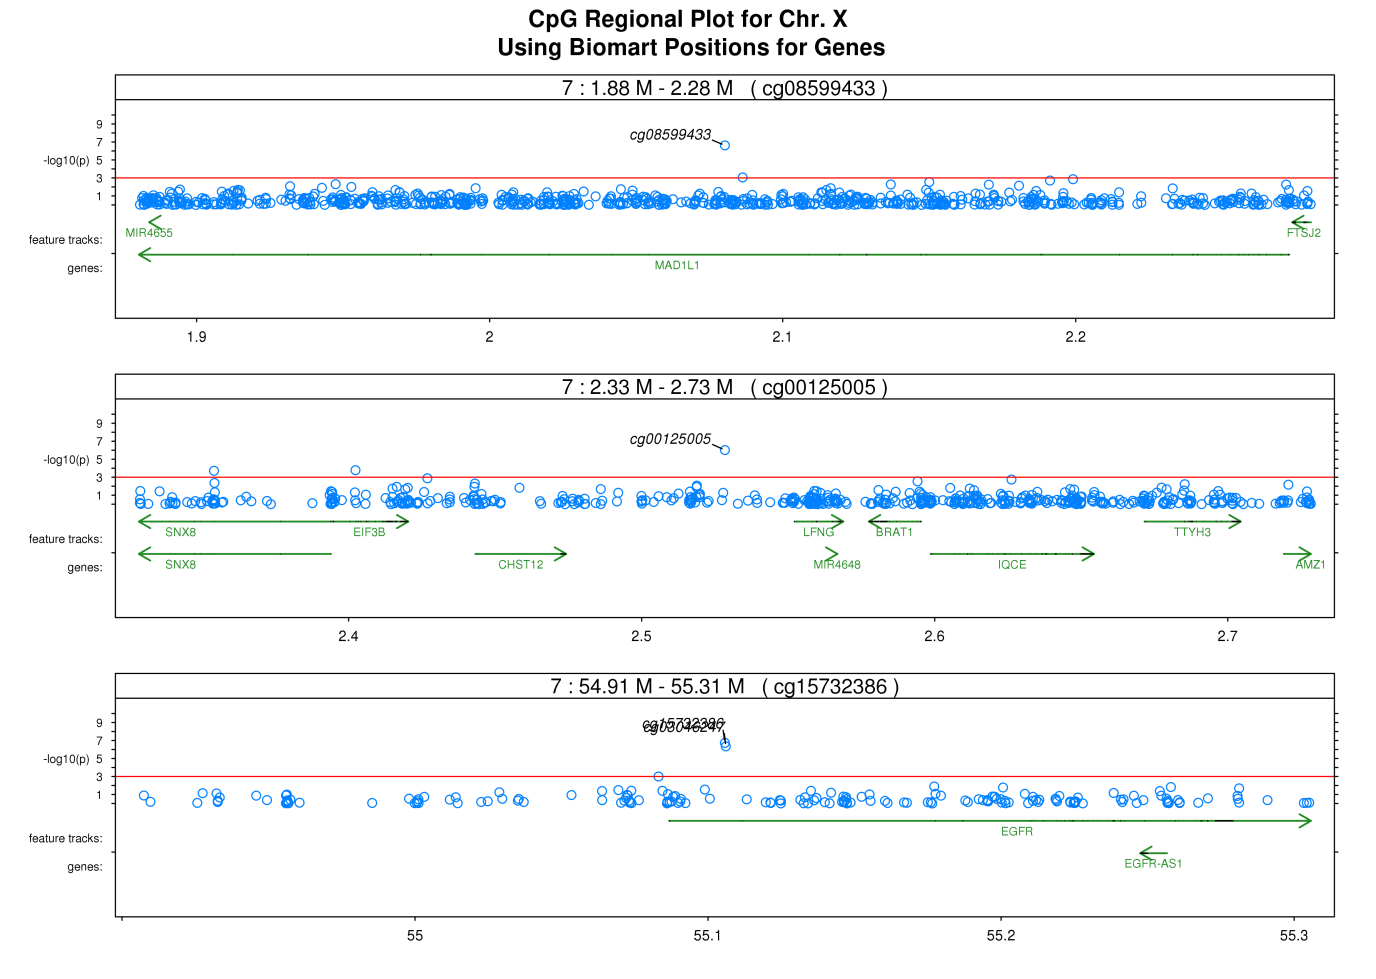 CpG Regional Plot for Chr. X
Using Biomart Positions for Genes
7 : 1.88 M - 2.28 M ( cg08599433 )
9
cg08599433
7
-log10(p) 5
3
1
MIR4655
FTSJ2
feature tracks:
MAD1L1
genes:
1.9 2 2.1 2.2
7 : 2.33 M - 2.73 M ( cg00125005 )
9
cg00125005
7
-log10(p) 5
3
1
SNX8 EIF3B LFNG BRAT1 TTYH3
feature tracks:
SNX8 CHST12 MIR4648 IQCE AMZ1
genes:
2.4 2.5 2.6 2.7
7 : 54.91 M - 55.31 M ( cg15732386 )
9
cg15732386
cg03046247
7
-log10(p) 5
3
1
EGFR
feature tracks:
EGFR-AS1
genes:
55 55.1 55.2 55.3